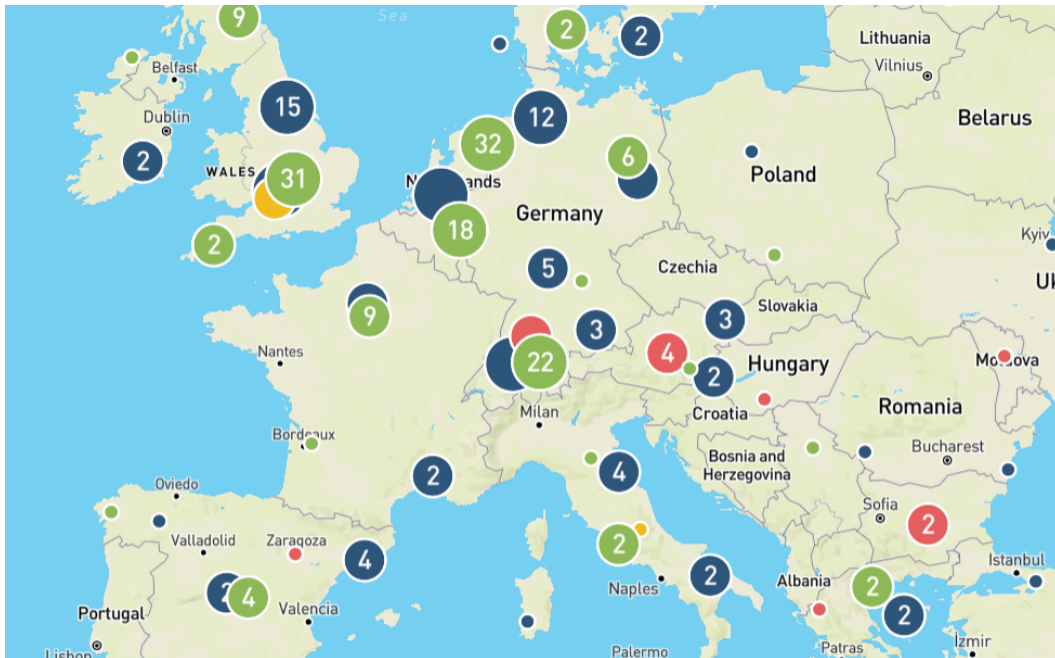 9
Sea
2
2
Lithuania
Vilnius
Belfast
15
12
Belarus
Dublin
32
6
2
WALES
31
Poland
Germany
18
2
Kyiv
5
Czechia
Slovakia
9
3
3
Nantes
22
4
2
Hungary
Moldova
Milan
Croatia
Romania
Bordeaux
Bosnia and
Herzegovina
Bucharest
2
4
Oviedo
Sofia
2
Valladolid
Zaragoza
4
2
Istanbul
Naples
2
Albania
2
4
Portugal
Valencia
2
Palermo
Patras
İzmir